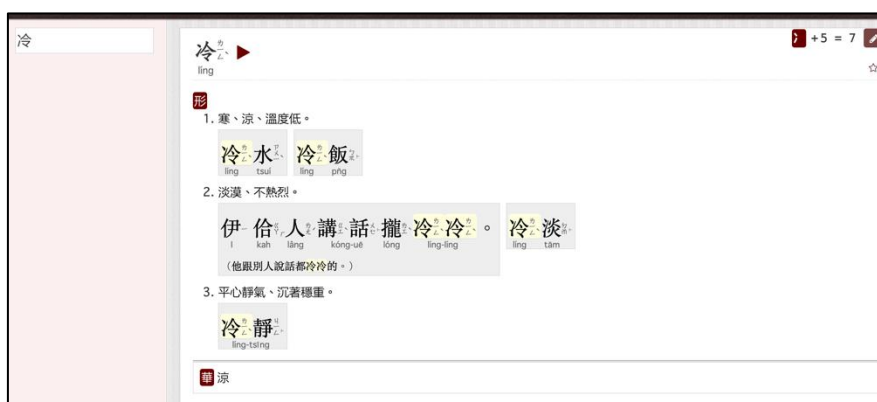 冷
冷 ㄌㄧㄥˋ ▶
líng
冫 +5 = 7
形
1. 寒、涼、溫度低。
冷水 冷飯
líng tsuí líng pn̄g
2. 淡漠、不熱烈。
伊佮人講話攏冷冷。 冷淡
I kah lâng kóng-uē lóng líng-líng líng tām
（他跟別人說話都冷冷的。）
3. 平心靜氣、沉著穩重。
冷靜
líng-tsīng
華 涼